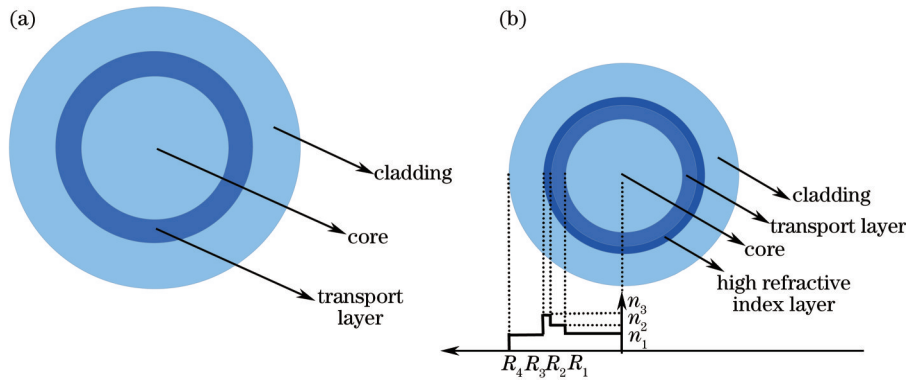 (a)
cladding
core
transport
layer
(b)
cladding
transport layer
core
high refractive
index layer
n3
n2
n1
R4 R3 R2 R1